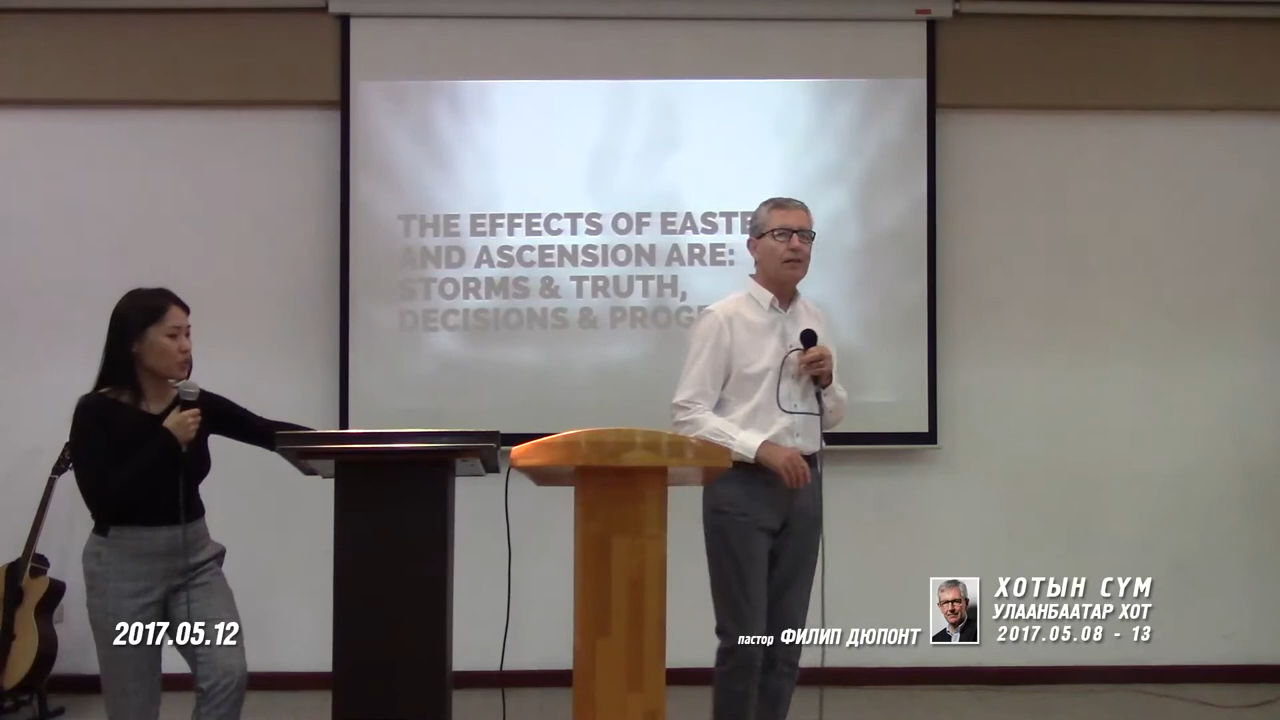 THE EFFECTS OF EASTE
AND ASCENSION ARE:
STORMS & TRUTH,
DECISIONS & PROG
2017.05.12
пастор ФИЛИП ДЮПОНТ
ХОТЫН СҮМ
УЛААНБААТАР ХОТ
2017.05.08 - 13